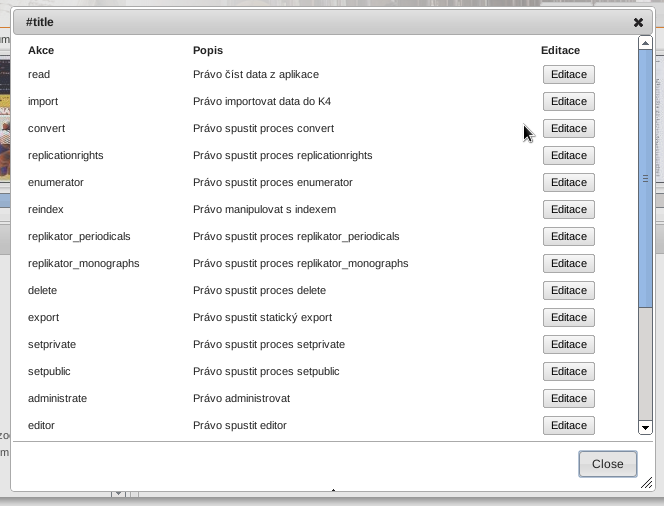 #title
Akce Popis Editace
read Právo číst data z aplikace Editace
import Právo importovat data do K4 Editace
convert Právo spustit proces convert Editace
replicationrights Právo spustit proces replicationrights Editace
enumerator Právo spustit proces enumerator Editace
reindex Právo manipulovat s indexem Editace
replikator_periodicals Právo spustit proces replikator_periodicals Editace
replikator_monographs Právo spustit proces replikator_monographs Editace
delete Právo spustit proces delete Editace
export Právo spustit statický export Editace
setprivate Právo spustit proces setprivate Editace
setpublic Právo spustit proces setpublic Editace
administrate Právo administrovat Editace
editor Právo spustit editor Editace
Close